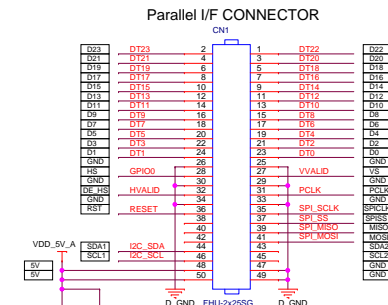 Parallel I/F CONNECTOR
CN1
D23 DT23 2 1 DT22 D22
D21 DT21 4 3 DT20 D20
D19 DT19 6 5 DT18 D18
D17 DT17 8 7 DT16 D16
D15 DT15 10 9 DT14 D14
D13 DT13 12 11 DT12 D12
D11 DT11 14 13 DT10 D10
D9 DT9 16 15 DT8 D8
D7 DT7 18 17 DT6 D6
D5 DT5 20 19 DT4 D4
D3 DT3 22 21 DT2 D2
D1 DT1 24 23 DT0 D0
GND 26 25 GND
HS GPIO0 28 27 VVALID VS
GND 30 29 GND
DE_HS HVALID 32 31 PCLK PCLK
GND 34 33 GND
RST RESET 36 35 SPI_SCLK SPICLK
38 37 SPI_SS SPISS
40 39 SPI_MISO MISO
42 41 SPI_MOSI MOSI
VDD_5V_A SDA1 I2C_SDA 44 43 SDA2
SCL1 I2C_SCL 46 45 SCL2
5V 48 47 GND
5V 50 49 GND
D_GND EHU-2x25SG D_GND